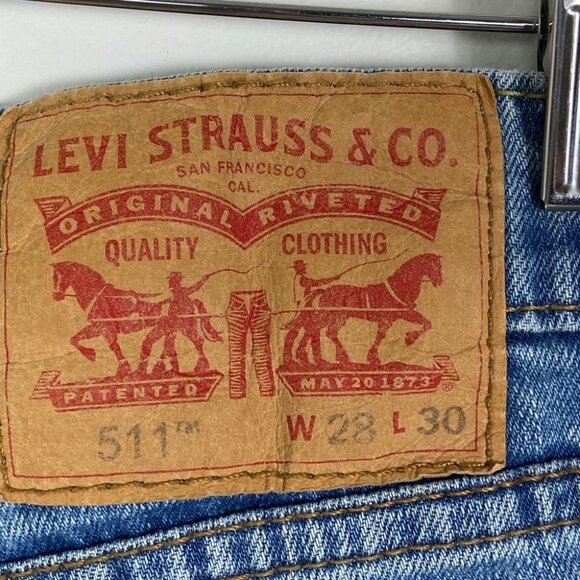 LEVI STRAUSS & CO.
SAN FRANCISCO
CAL.
ORIGINAL RIVETED
QUALITY CLOTHING
PATENTED MAY 20 1873 ®
511™ W 28 L 30